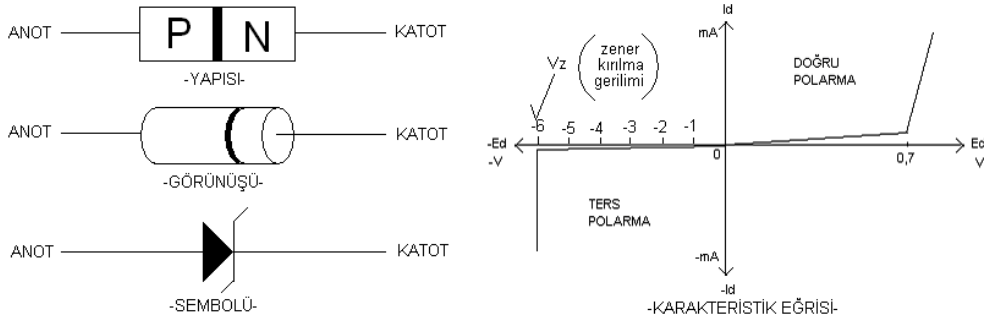 ANOT
P N
KATOT
-YAPISI-
ANOT
KATOT
-GÖRÜNÜŞÜ-
ANOT
KATOT
-SEMBOLÜ-
Id
mA
Vz
zener
kırılma
gerilimi
DOĞRU
POLARMA
-6 -5 -4 -3 -2 -1
-Ed
-V
0
0,7
Ed
V
TERS
POLARMA
-mA
-Id
-KARAKTERİSTİK EĞRİSİ-